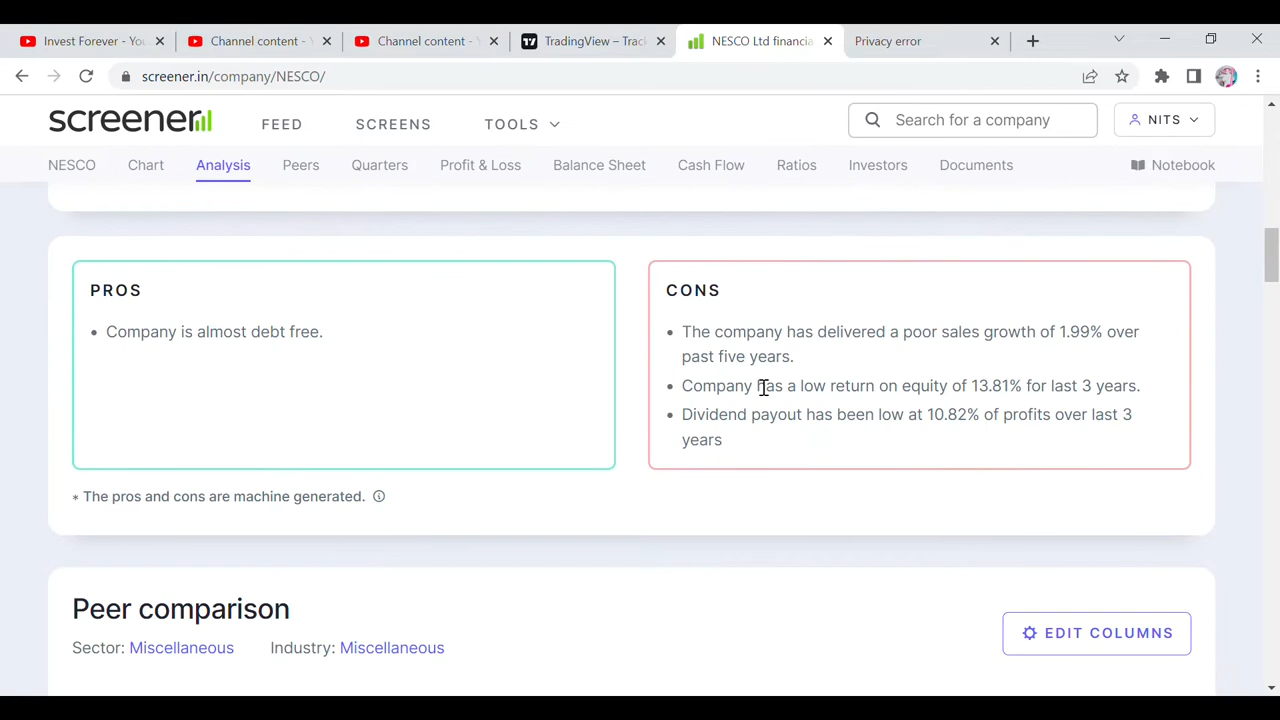 Invest Forever - You
Channel content - Y
Channel content - Y
TradingView – Trac
NESCO Ltd financia
Privacy error
screener.in/company/NESCO/
screener
FEED
SCREENS
TOOLS
Search for a company
NITS
NESCO
Chart
Analysis
Peers
Quarters
Profit & Loss
Balance Sheet
Cash Flow
Ratios
Investors
Documents
Notebook
PROS
• Company is almost debt free.
CONS
• The company has delivered a poor sales growth of 1.99% over
past five years.
• Company has a low return on equity of 13.81% for last 3 years.
• Dividend payout has been low at 10.82% of profits over last 3
years
* The pros and cons are machine generated.
Peer comparison
Sector: Miscellaneous Industry: Miscellaneous
EDIT COLUMNS